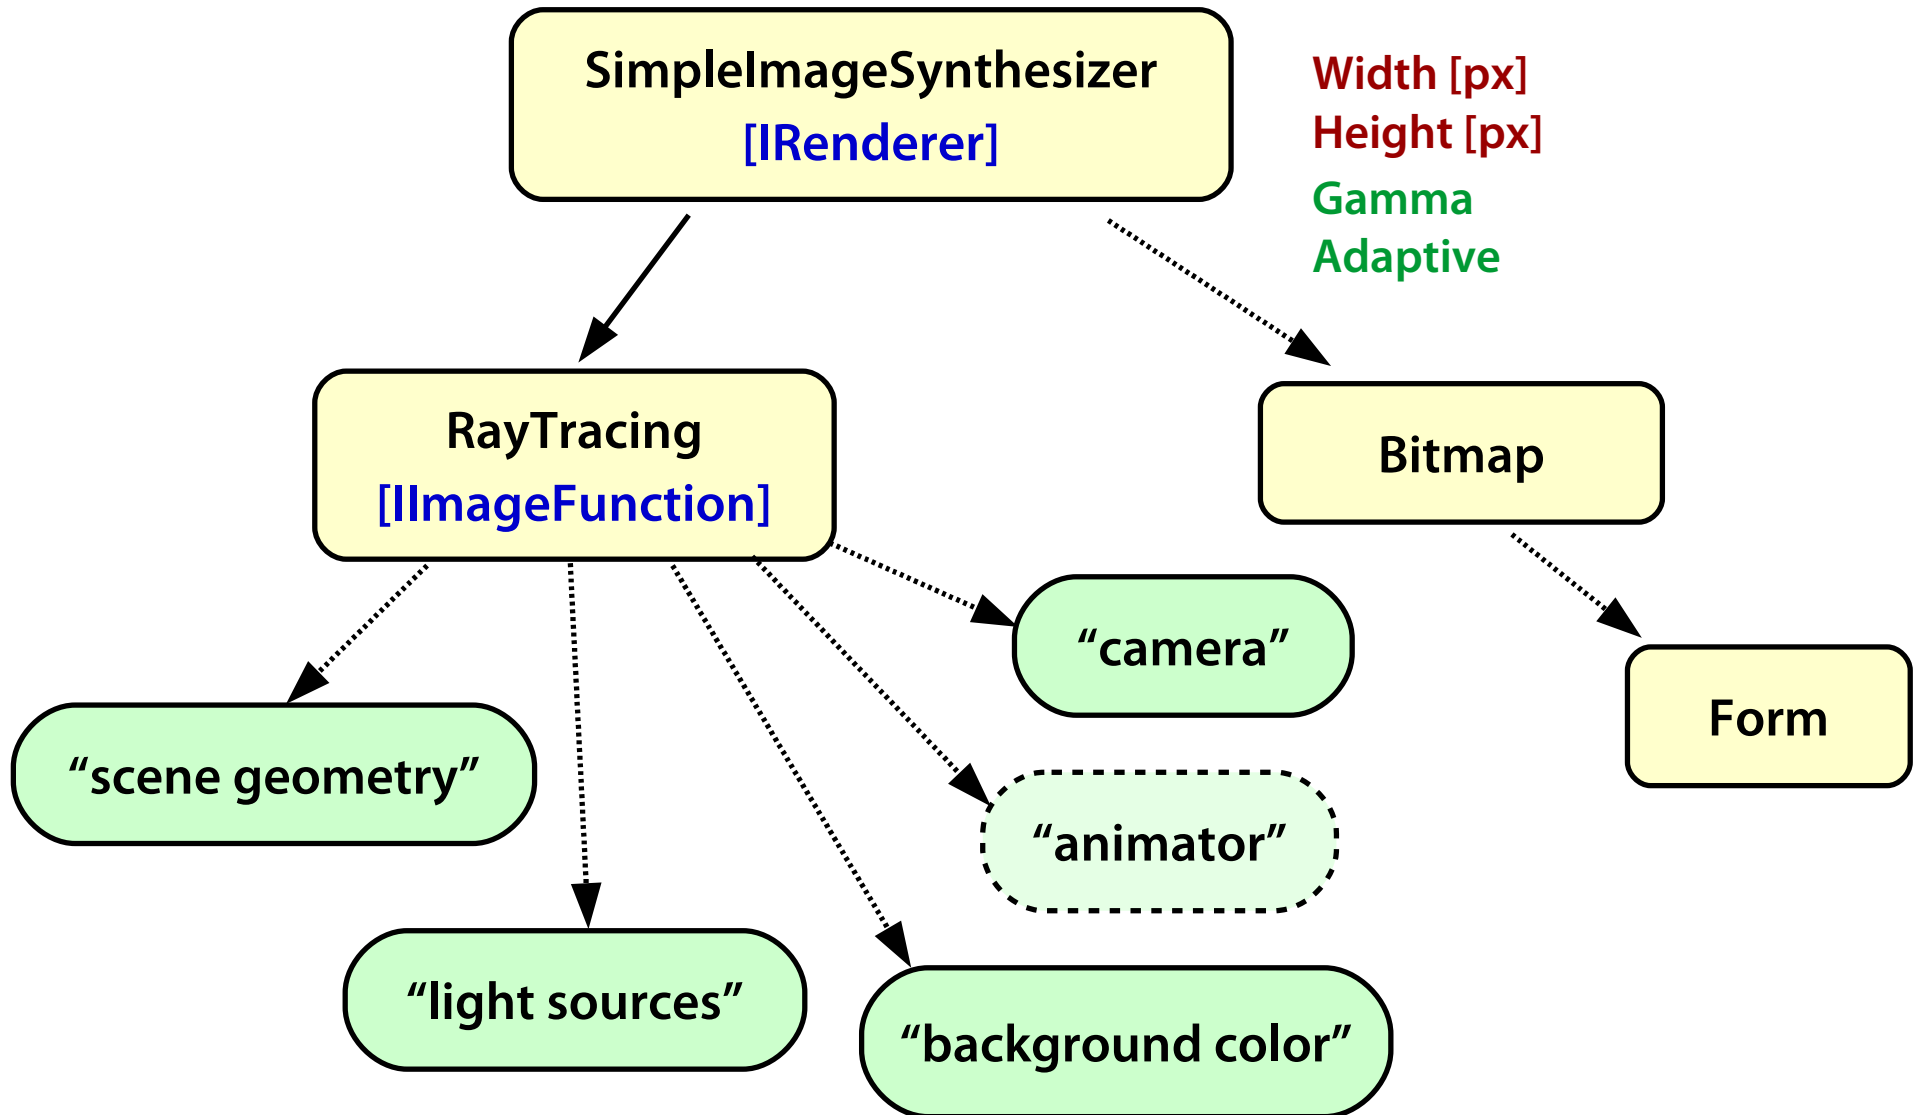 SimpleImageSynthesizer
[IRenderer]
Width [px]
Height [px]
Gamma
Adaptive
RayTracing
[IImageFunction]
Bitmap
“camera”
Form
“scene geometry”
“animator”
“light sources”
“background color”